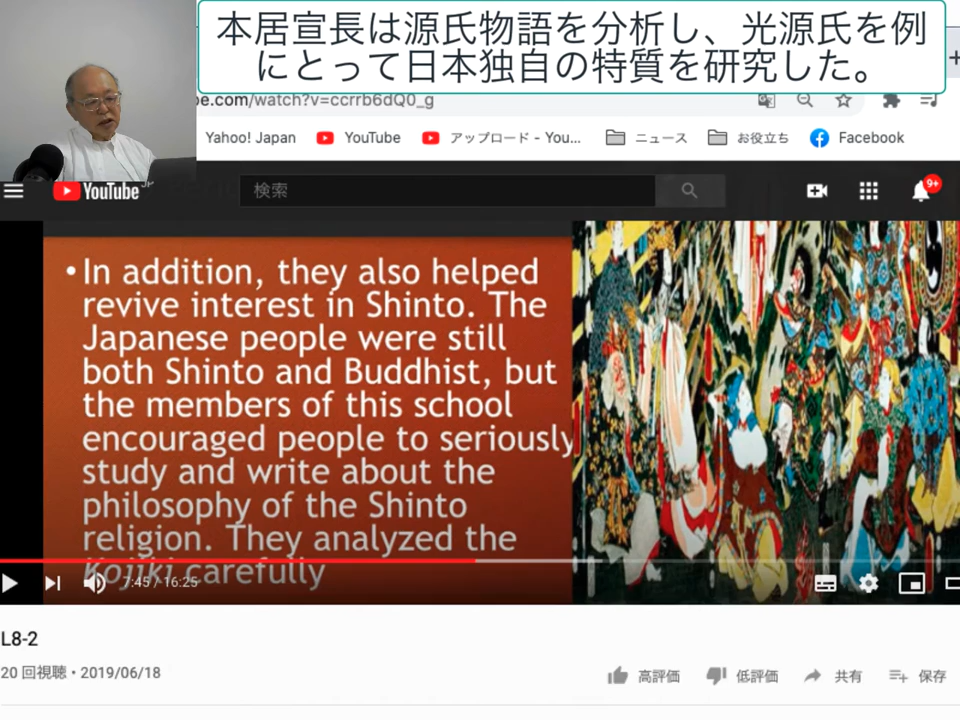 本居宣長は源氏物語を分析し、光源氏を例
にとって日本独自の特質を研究した。
be.com/watch?v=ccrrb6dQ0_g
Yahoo! Japan YouTube アップロード - You... ニュース お役立ち Facebook
YouTube JP 検索 9+
• In addition, they also helped
revive interest in Shinto. The
Japanese people were still
both Shinto and Buddhist, but
the members of this school
encouraged people to seriously
study and write about the
philosophy of the Shinto
religion. They analyzed the
Kojiki carefully
7:45 / 16:25
L8-2
20 回視聴・2019/06/18
高評価 低評価 共有 保存